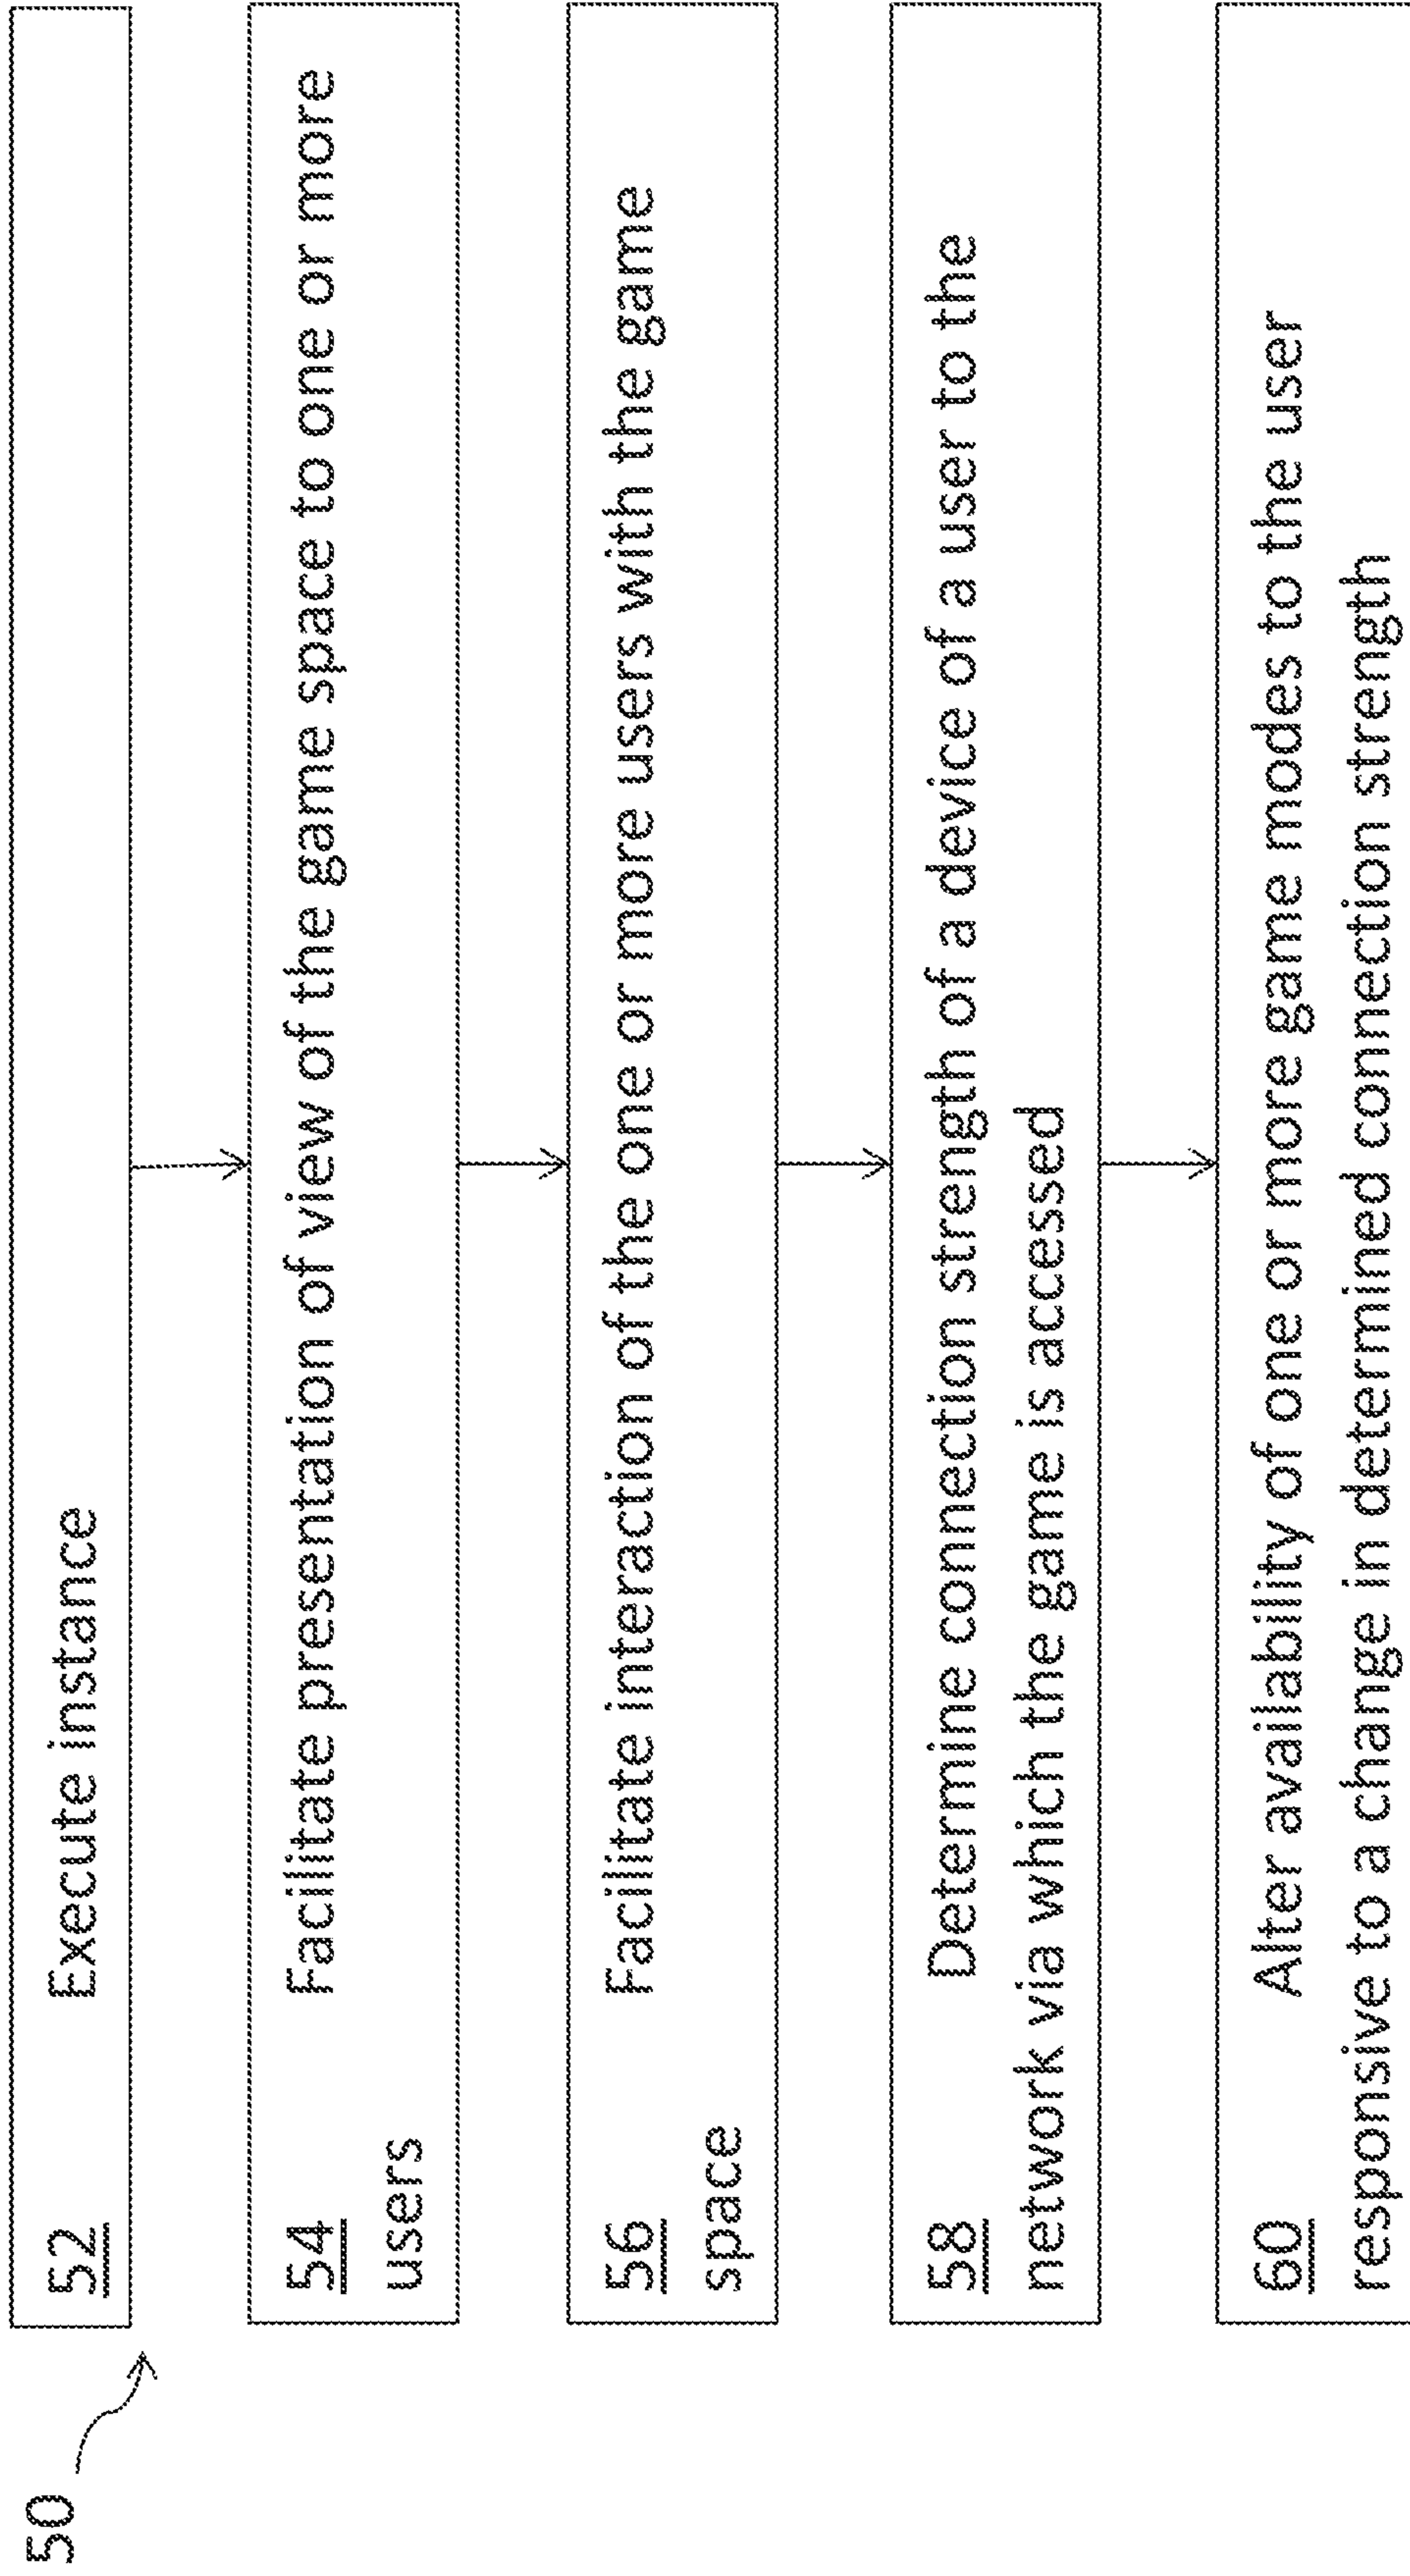 50
52 Execute instance
54 Facilitate presentation of view of the game space to one or more
users
56 Facilitate interaction of the one or more users with the game
space
58 Determine connection strength of a device of a user to the
network via which the game is accessed
60 Alter availability of one or more game modes to the user
responsive to a change in determined connection strength